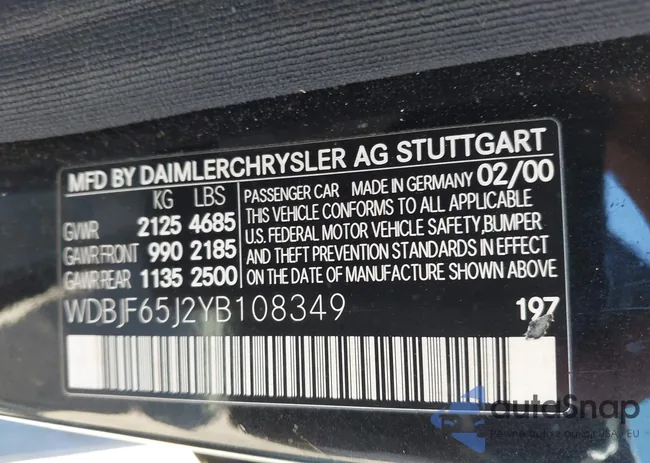 MFD BY DAIMLERCHRYSLER AG STUTTGART
KG LBS
GVWR 2125 4685
GAWR FRONT 990 2185
GAWR REAR 1135 2500
PASSENGER CAR MADE IN GERMANY 02/00
THIS VEHICLE CONFORMS TO ALL APPLICABLE
U.S. FEDERAL MOTOR VEHICLE SAFETY,BUMPER
AND THEFT PREVENTION STANDARDS IN EFFECT
ON THE DATE OF MANUFACTURE SHOWN ABOVE
WDBJF65J2YB108349
197
autoSnap